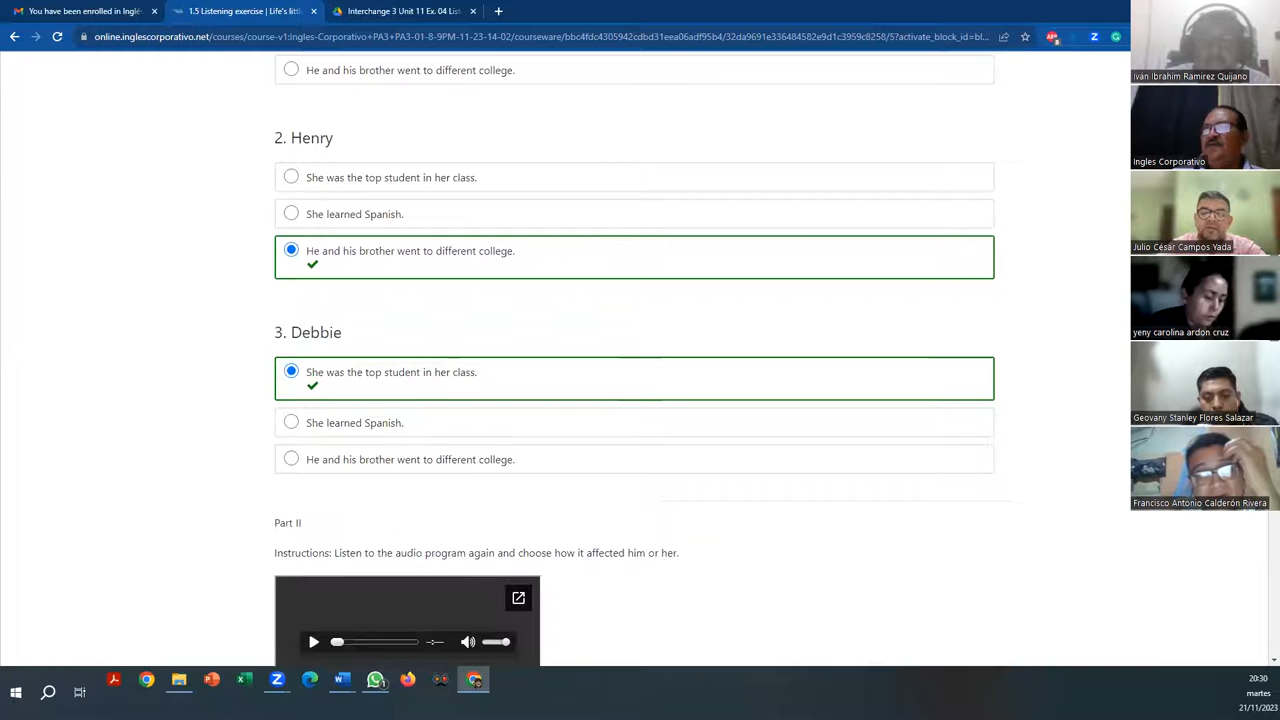 You have been enrolled in Inglé
1.5 Listening exercise | Life's littl
Interchange 3 Unit 11 Ex. 04 List
online.inglescorporativo.net/courses/course-v1:Ingles-Corporativo+PA3+PA3-01-8-9PM-11-23-14-02/courseware/bbc4fdc4305942cdbd31eea06adf95b4/32da9691e336484582e9d1c3959c8258/5?activate_block_id=bl...
He and his brother went to different college.
2. Henry
She was the top student in her class.
She learned Spanish.
He and his brother went to different college.
3. Debbie
She was the top student in her class.
She learned Spanish.
He and his brother went to different college.
Part II
Instructions: Listen to the audio program again and choose how it affected him or her.
-:--
Iván Ibrahim Ramirez Quijano
Ingles Corporativo
Julio César Campos Yada
yeny carolina ardon cruz
Geovany Stanley Flores Salazar
Francisco Antonio Calderón Rivera
20:30
martes
21/11/2023